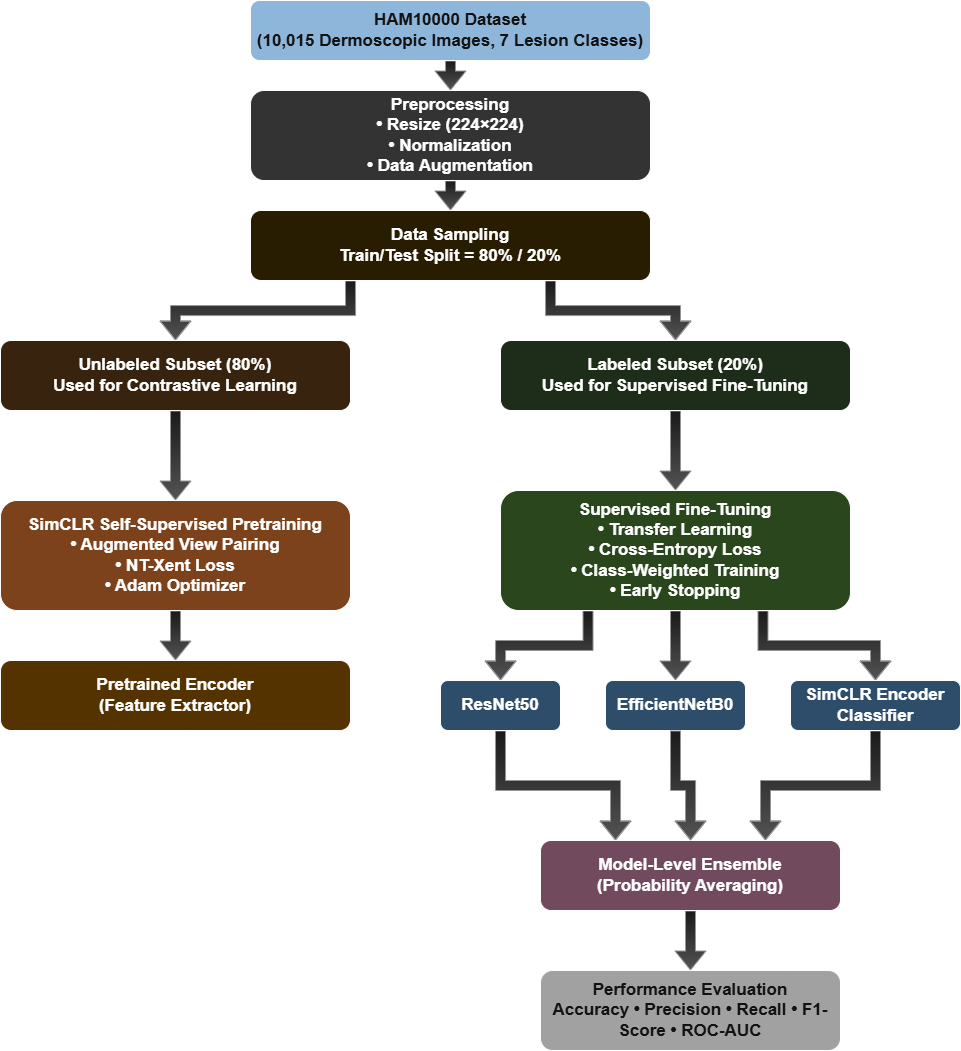 HAM10000 Dataset
(10,015 Dermoscopic Images, 7 Lesion Classes)
Preprocessing
• Resize (224×224)
• Normalization
• Data Augmentation
Data Sampling
Train/Test Split = 80% / 20%
Unlabeled Subset (80%)
Used for Contrastive Learning
Labeled Subset (20%)
Used for Supervised Fine-Tuning
SimCLR Self-Supervised Pretraining
• Augmented View Pairing
• NT-Xent Loss
• Adam Optimizer
Supervised Fine-Tuning
• Transfer Learning
• Cross-Entropy Loss
• Class-Weighted Training
• Early Stopping
Pretrained Encoder
(Feature Extractor)
ResNet50
EfficientNetB0
SimCLR Encoder
Classifier
Model-Level Ensemble
(Probability Averaging)
Performance Evaluation
Accuracy • Precision • Recall • F1-
Score • ROC-AUC